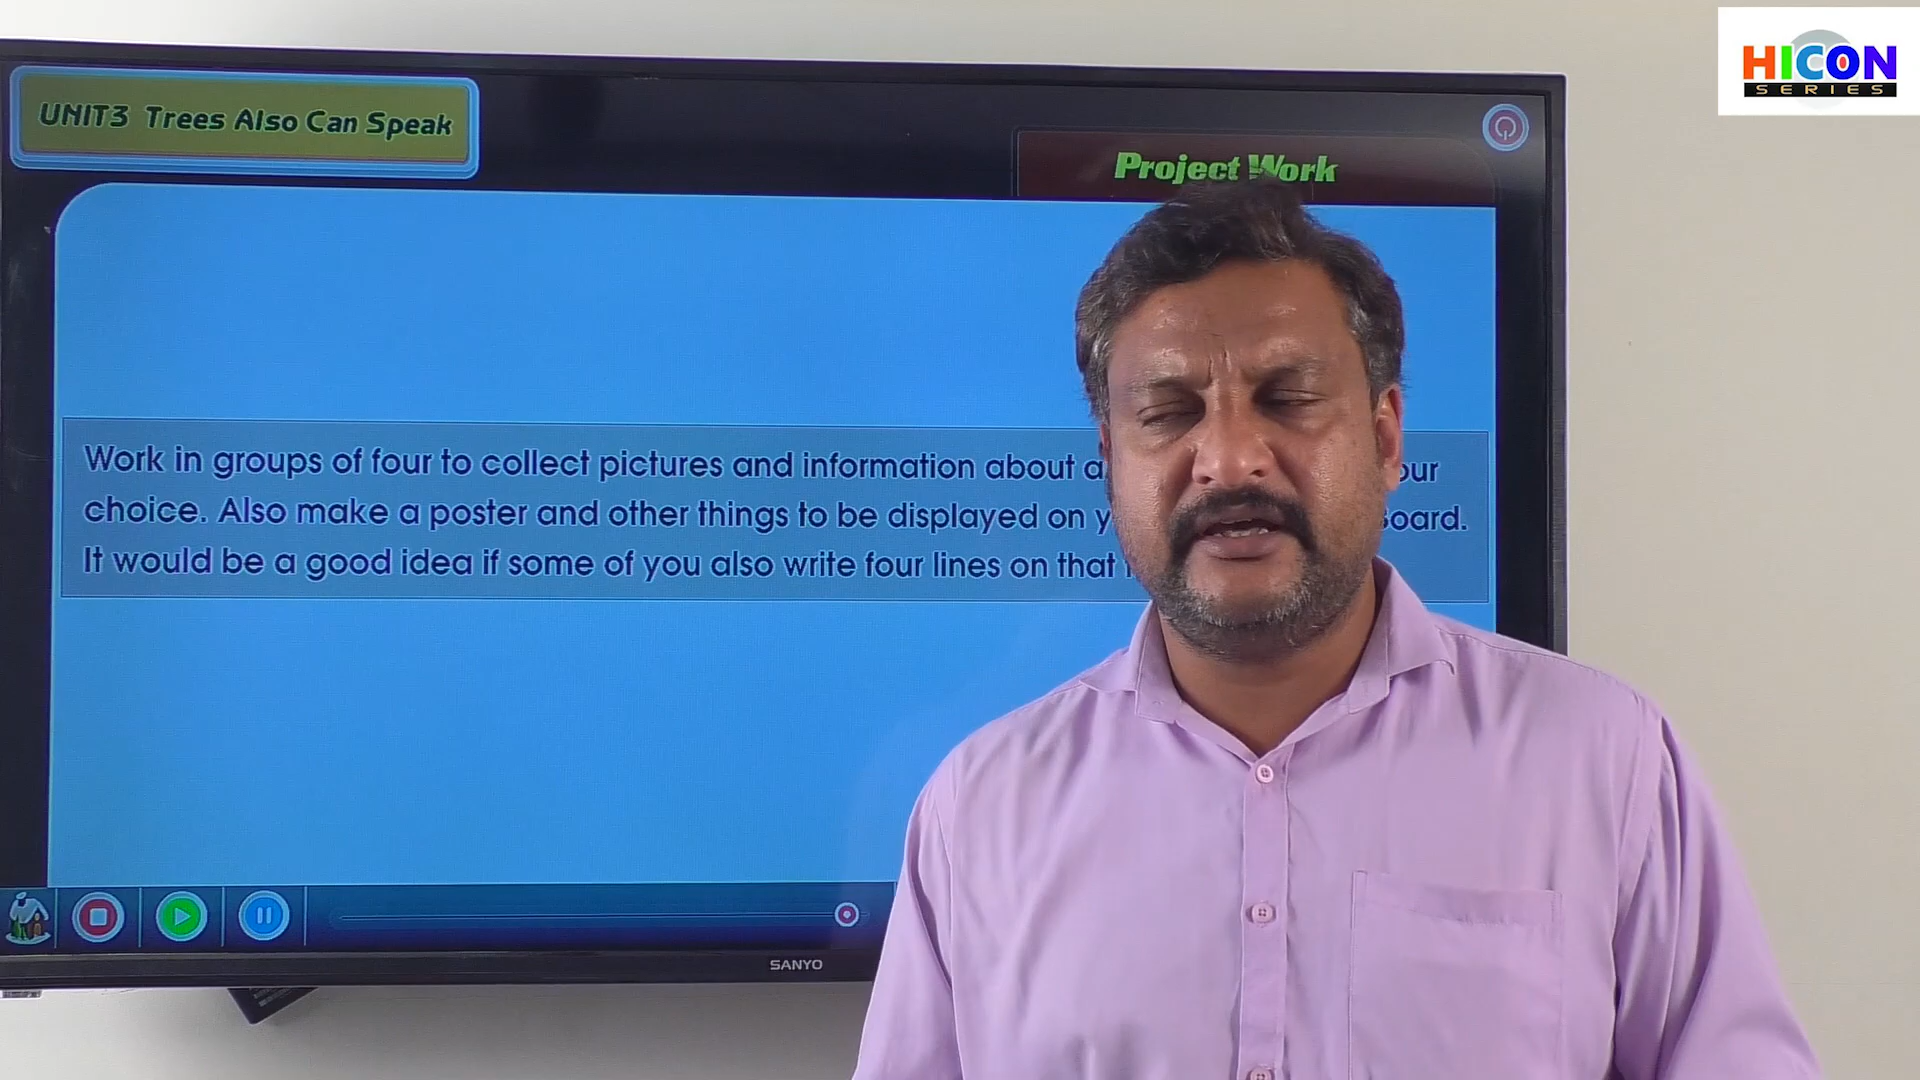 HICON
SERIES
UNIT3 Trees Also Can Speak
Project Work
Work in groups of four to collect pictures and information about a
choice. Also make a poster and other things to be displayed on
It would be a good idea if some of you also write four lines on that
SANYO